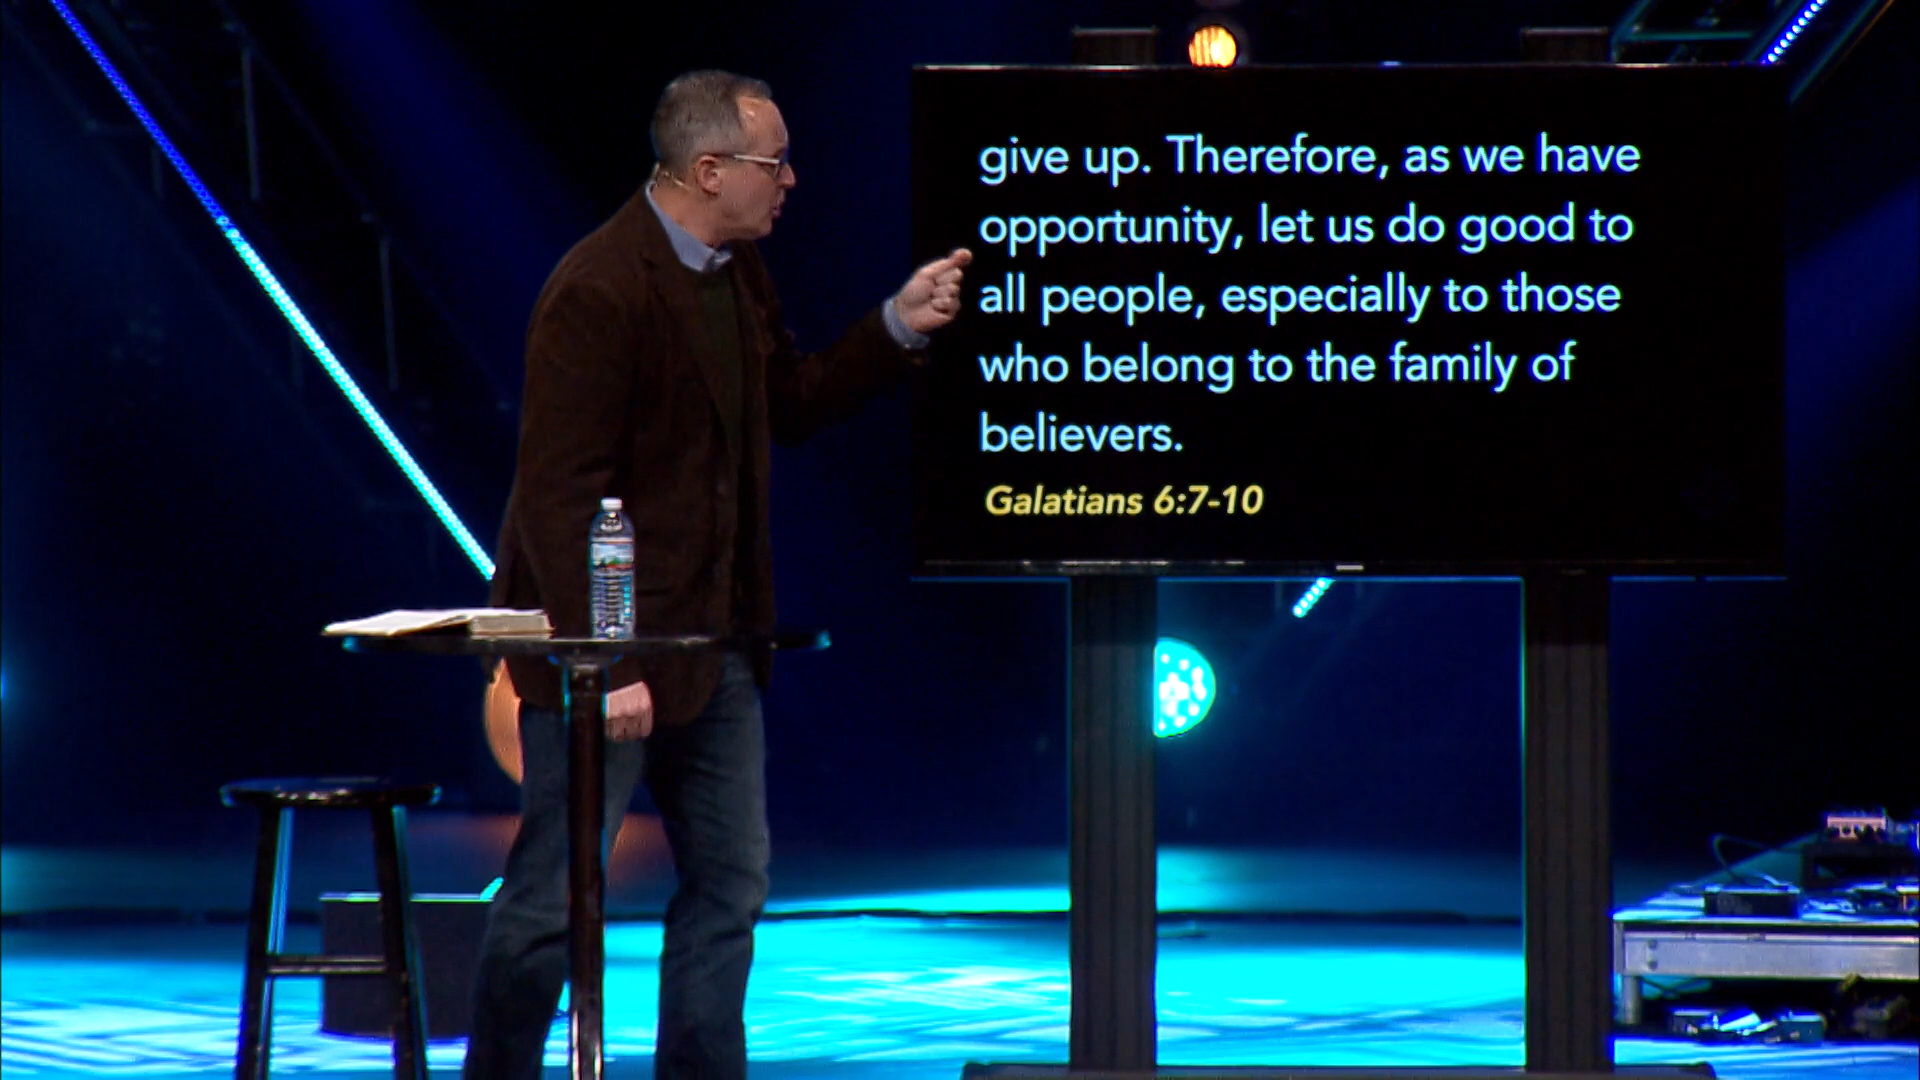 give up. Therefore, as we have
opportunity, let us do good to
all people, especially to those
who belong to the family of
believers.
Galatians 6:7-10